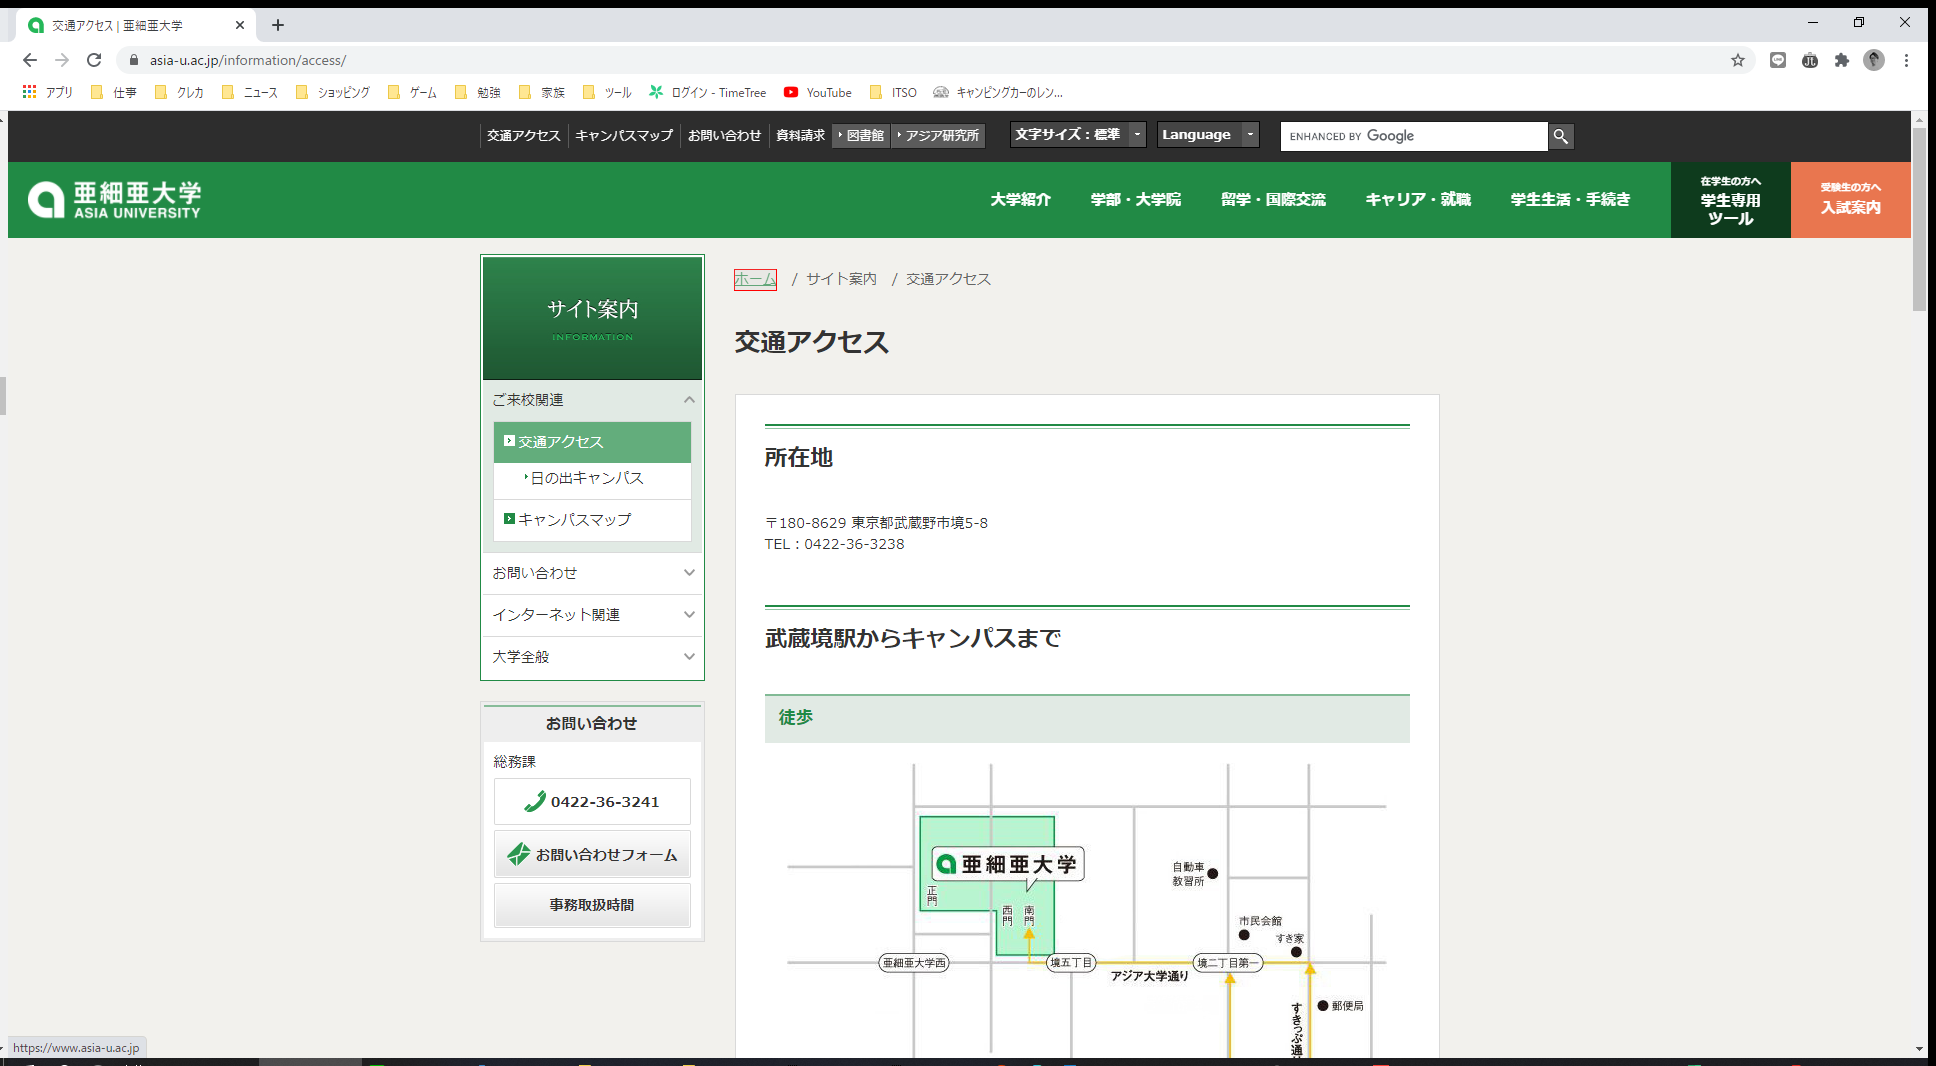 交通アクセス | 亜細亜大学
asia-u.ac.jp/information/access/
アプリ 仕事 クレカ ニュース ショッピング ゲーム 勉強 家族 ツール ログイン - TimeTree YouTube ITSO キャンピングカーのレン...
交通アクセス キャンパスマップ お問い合わせ 資料請求 図書館 アジア研究所 文字サイズ：標準 Language ENHANCED BY Google
亜細亜大学
ASIA UNIVERSITY
大学紹介 学部・大学院 留学・国際交流 キャリア・就職 学生生活・手続き
在学生の方へ
学生専用
ツール
受験生の方へ
入試案内
サイト案内
INFORMATION
ご来校関連
交通アクセス
日の出キャンパス
キャンパスマップ
お問い合わせ
インターネット関連
大学全般
お問い合わせ
総務課
0422-36-3241
お問い合わせフォーム
事務取扱時間
ホーム / サイト案内 / 交通アクセス
交通アクセス
所在地
〒180-8629 東京都武蔵野市境5-8
TEL：0422-36-3238
武蔵境駅からキャンパスまで
徒歩
亜細亜大学
正門
西門
南門
自動車
教習所
市民会館
すき家
亜細亜大学西
境五丁目
境二丁目第一
アジア大学通り
郵便局
すきっぷ通
https://www.asia-u.ac.jp